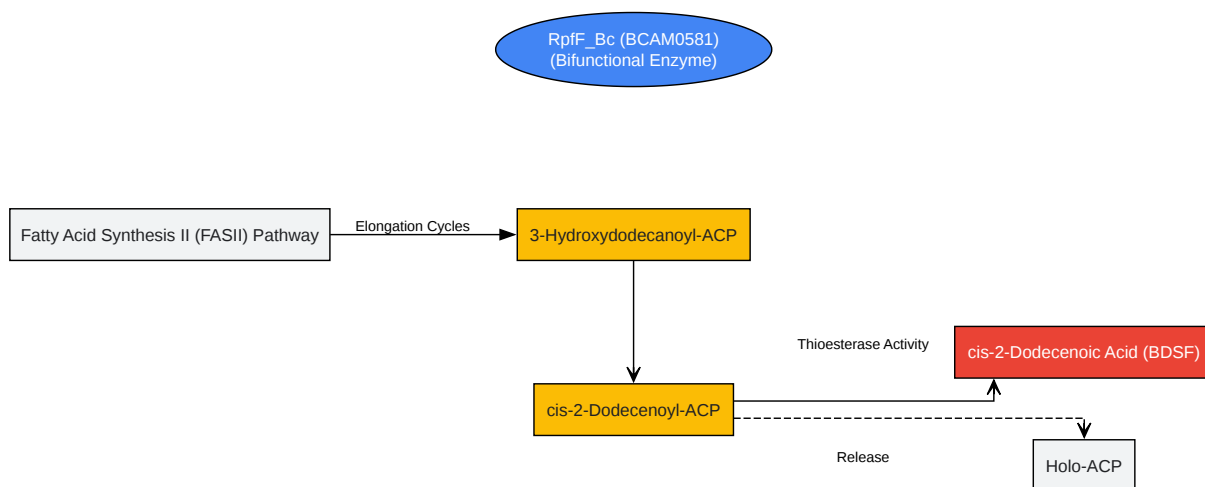 RpfF_Bc (BCAM0581)
(Bifunctional Enzyme)
Fatty Acid Synthesis II (FASII) Pathway
Elongation Cycles
3-Hydroxydodecanoyl-ACP
Thioesterase Activity
cis-2-Dodecenoic Acid (BDSF)
cis-2-Dodecenoyl-ACP
Release
Holo-ACP